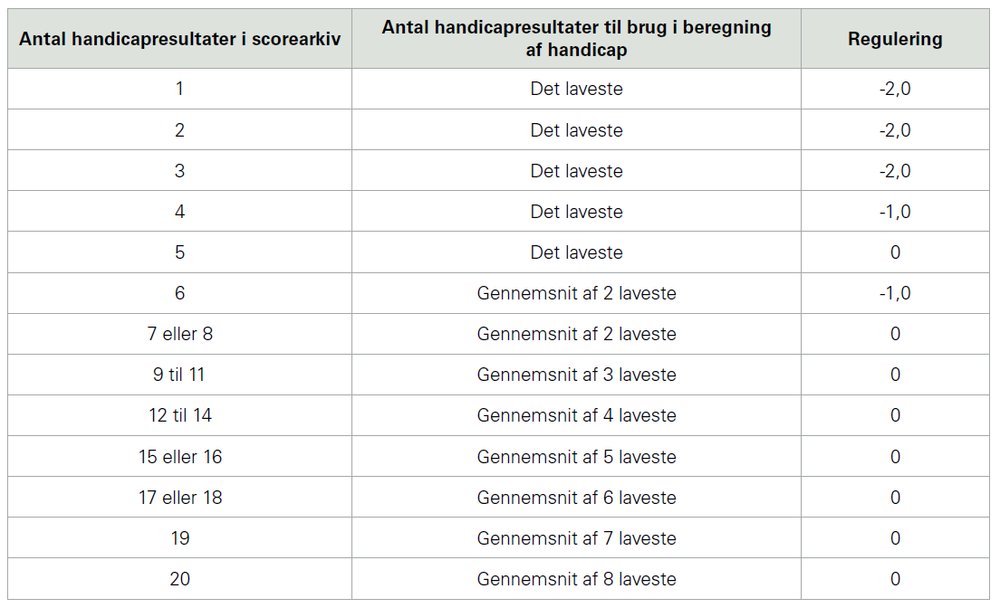 Antal handicapresultater i scorearkiv
Antal handicapresultater til brug i beregning
af handicap
Regulering
1
Det laveste
-2,0
2
Det laveste
-2,0
3
Det laveste
-2,0
4
Det laveste
-1,0
5
Det laveste
0
6
Gennemsnit af 2 laveste
-1,0
7 eller 8
Gennemsnit af 2 laveste
0
9 til 11
Gennemsnit af 3 laveste
0
12 til 14
Gennemsnit af 4 laveste
0
15 eller 16
Gennemsnit af 5 laveste
0
17 eller 18
Gennemsnit af 6 laveste
0
19
Gennemsnit af 7 laveste
0
20
Gennemsnit af 8 laveste
0